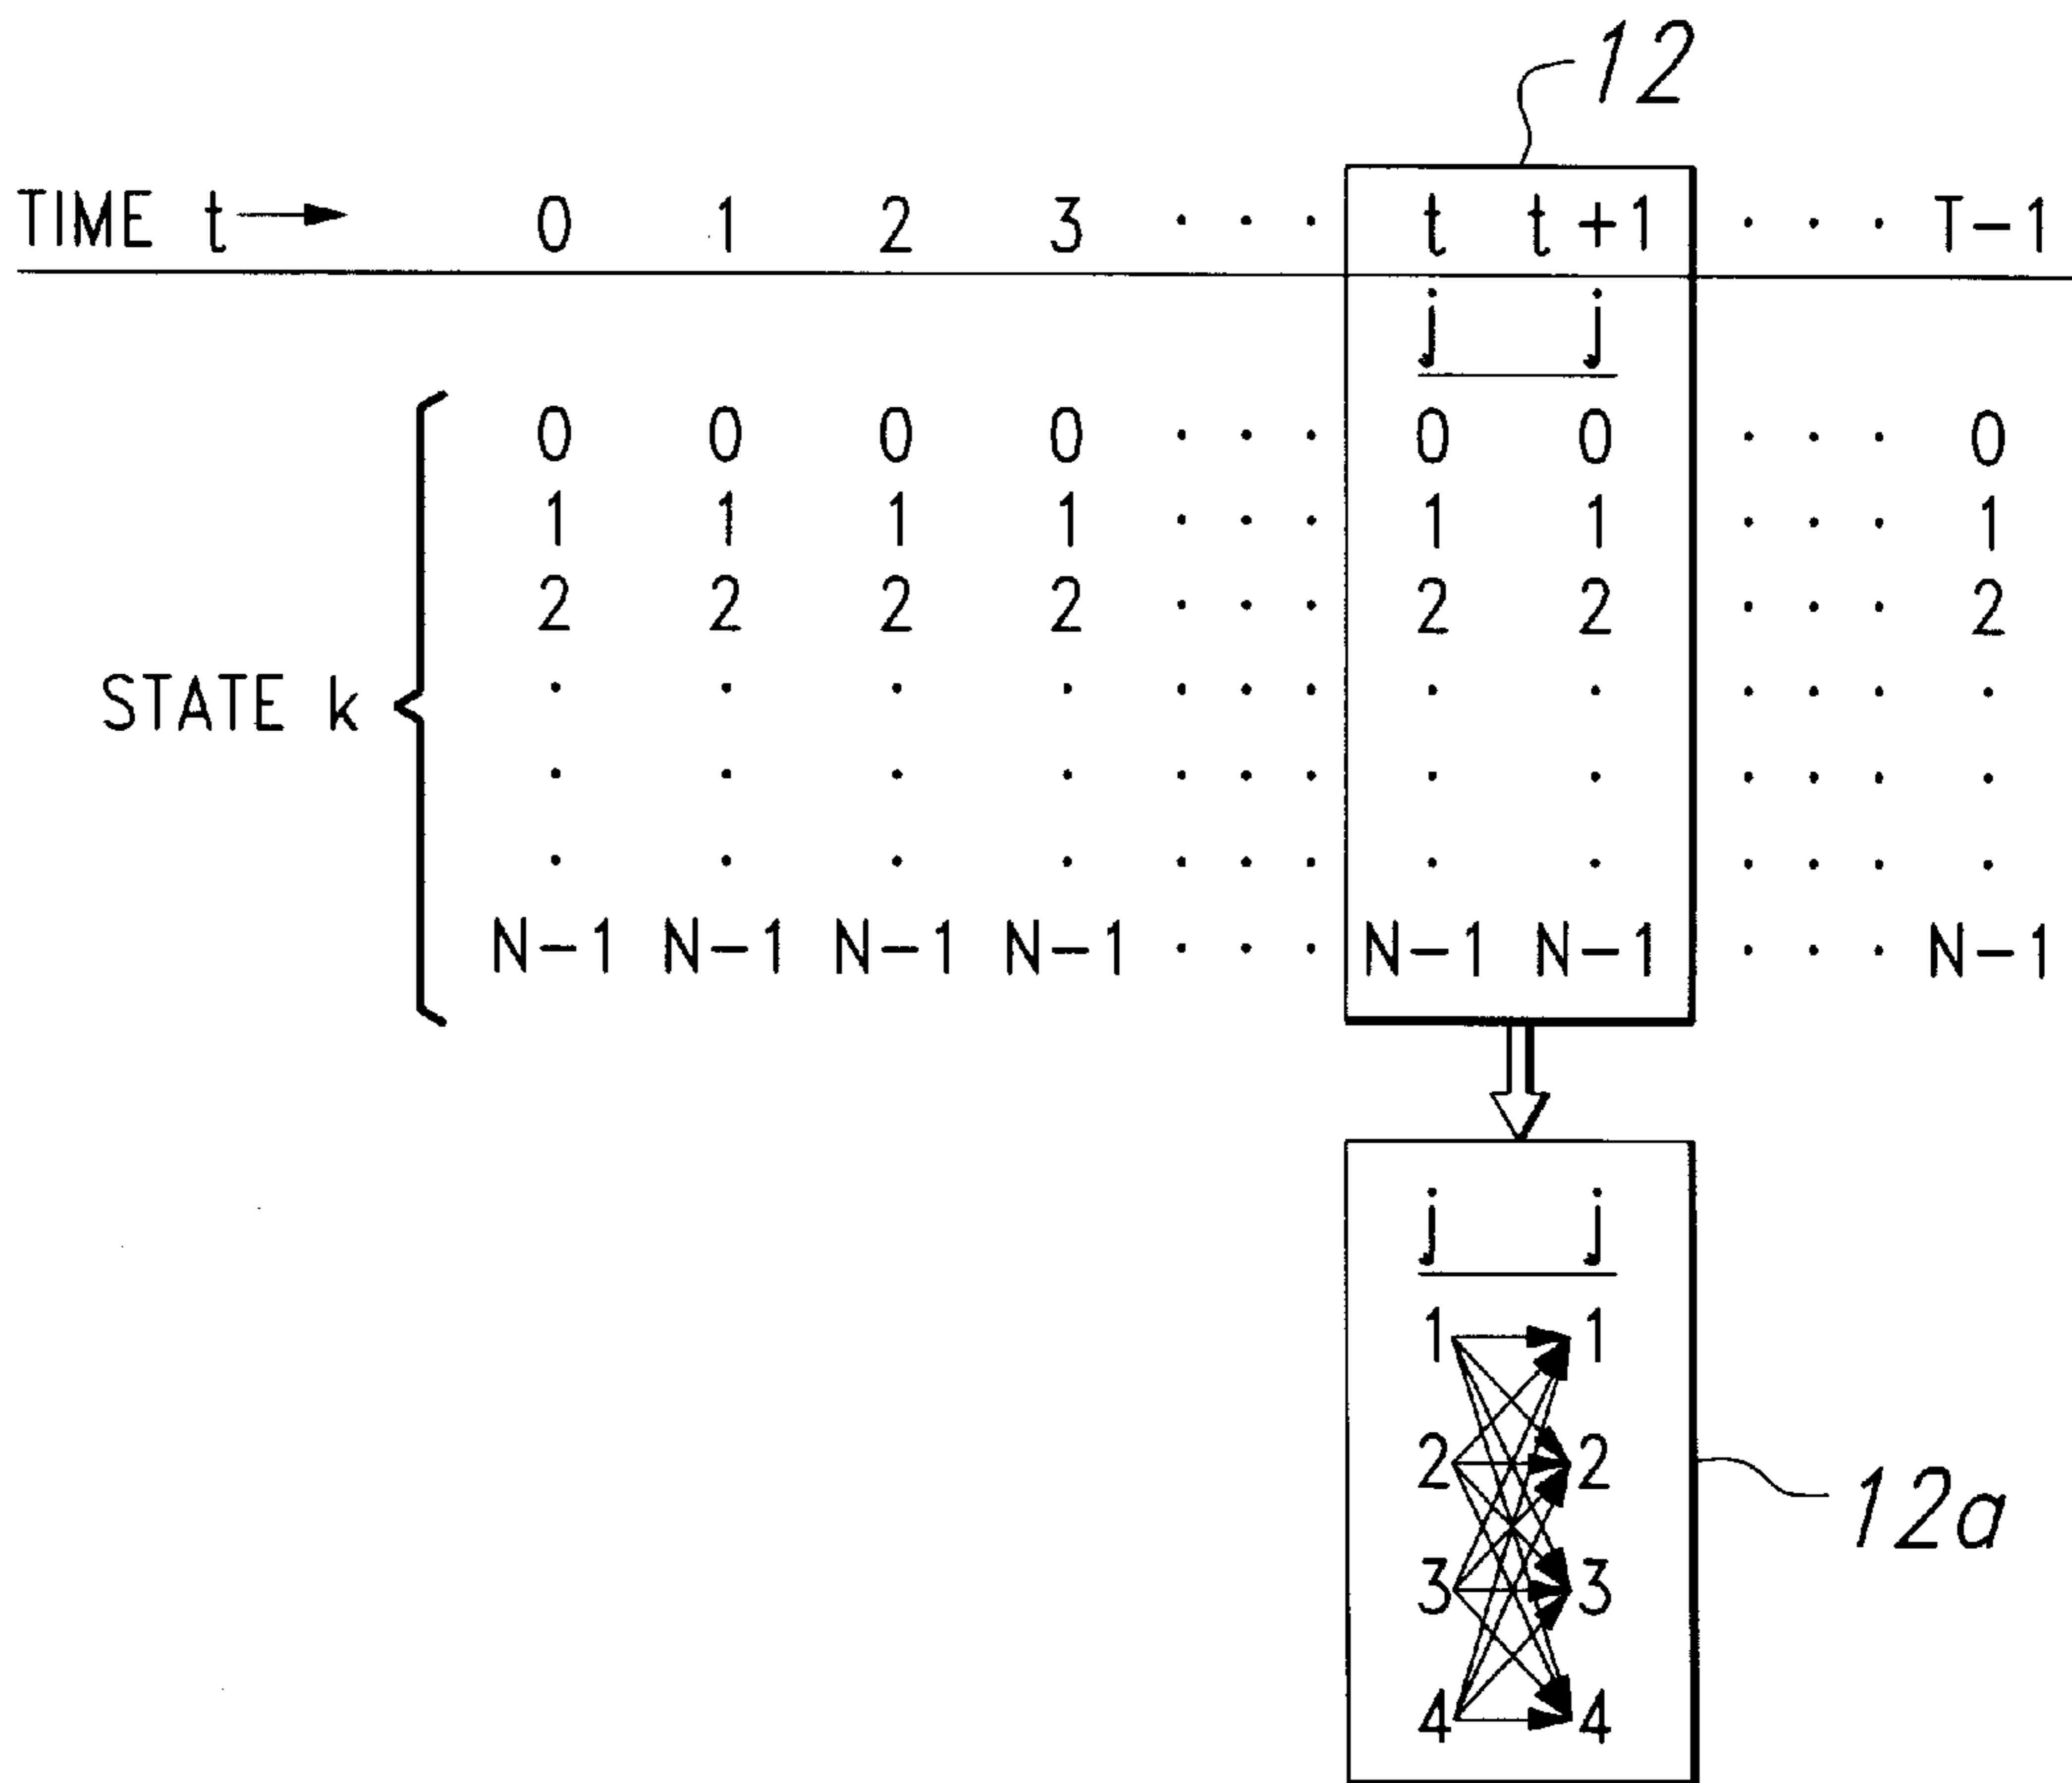 12
TIME t 0 1 2 3 . . . t t+1 . . . T-1
j j
0 0 0 0 . . . 0 0 . . . 0
1 1 1 1 . . . 1 1 . . . 1
2 2 2 2 . . . 2 2 . . . 2
STATE k
. . . . . . . . . . . . .
. . . . . . . . . . . . .
. . . . . . . . . . . . .
N-1 N-1 N-1 N-1 . . . N-1 N-1 . . . N-1
j j
1 1
2 2
3 3
12a
4 4